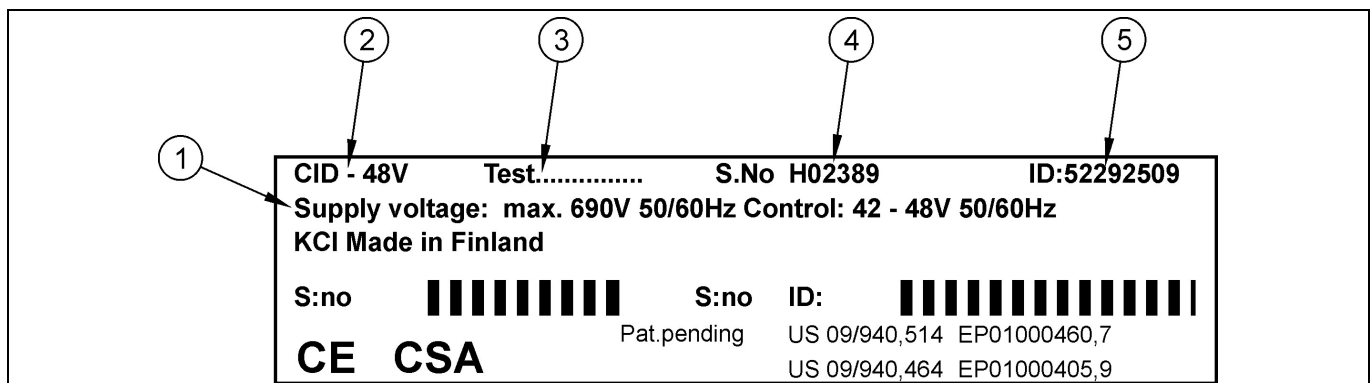 2 3 4 5
1
CID - 48V Test............... S.No H02389 ID:52292509
Supply voltage: max. 690V 50/60Hz Control: 42 - 48V 50/60Hz
KCI Made in Finland
S:no S:no ID:
Pat.pending US 09/940,514 EP01000460,7
CE CSA US 09/940,464 EP01000405,9